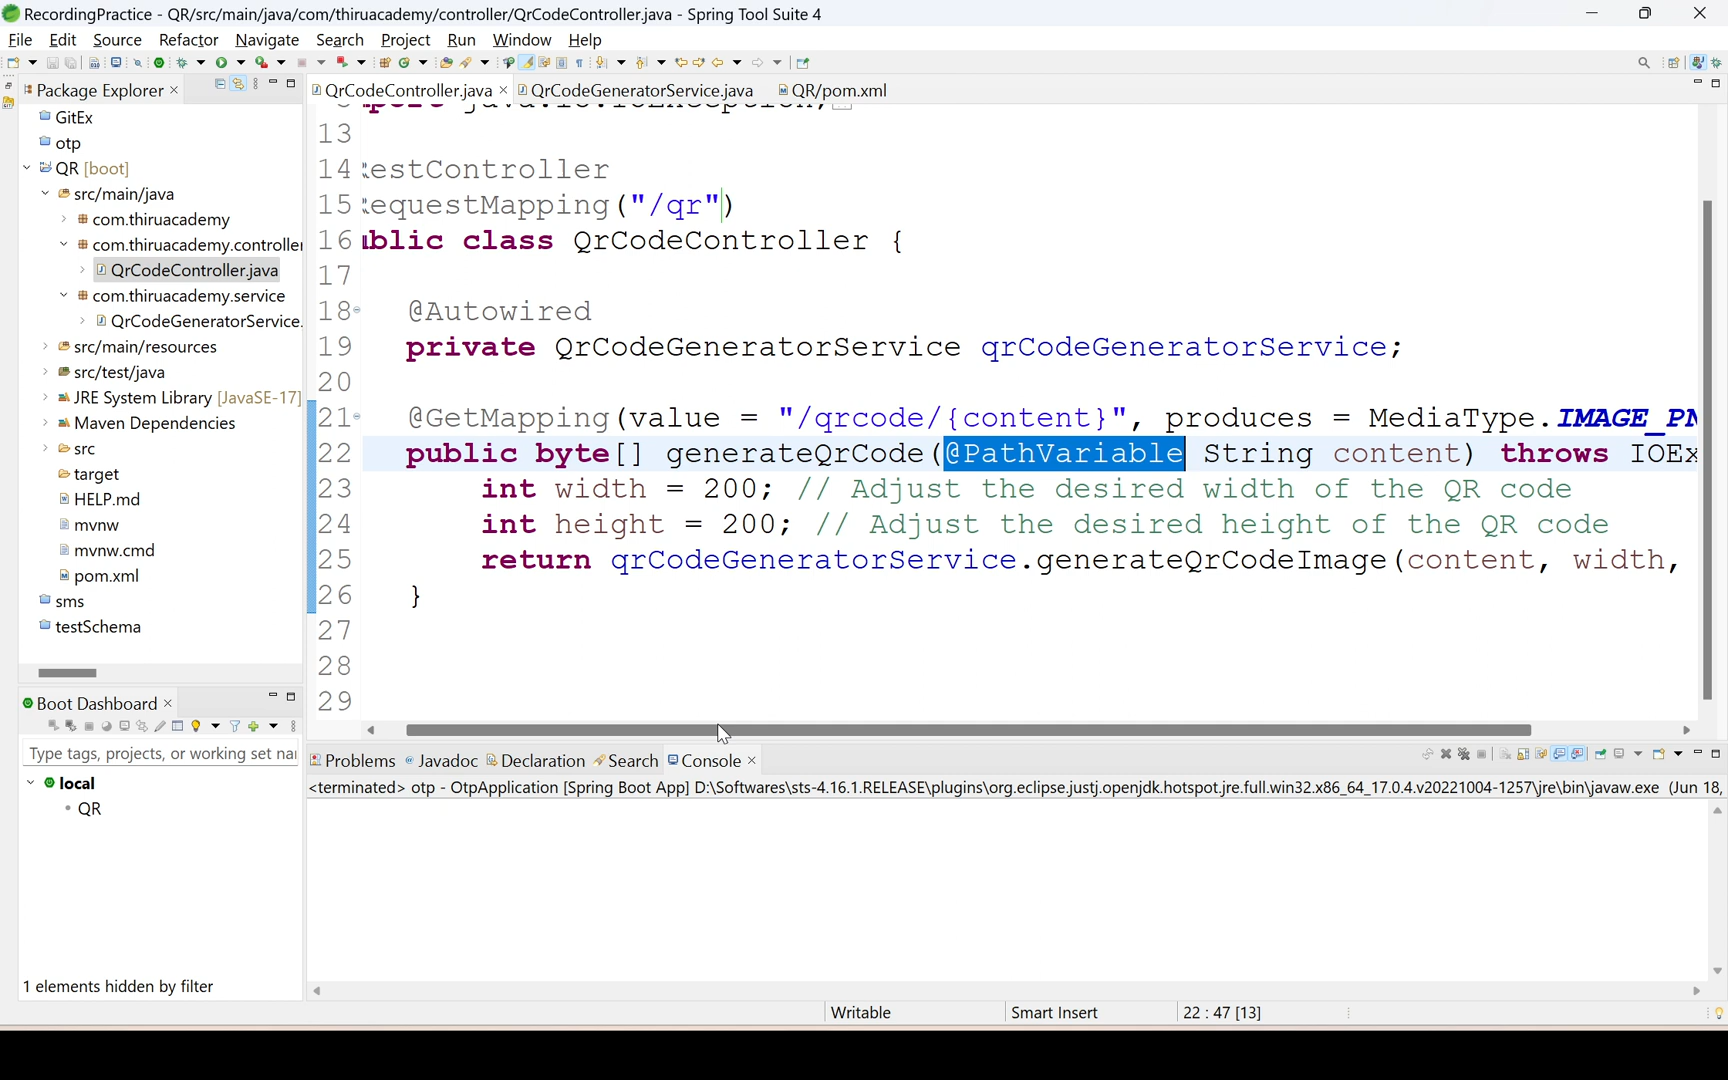 RecordingPractice - QR/src/main/java/com/thiruacademy/controller/QrCodeController.java - Spring Tool Suite 4
File Edit Source Refactor Navigate Search Project Run Window Help
Package Explorer
GitEx
otp
QR [boot]
src/main/java
com.thiruacademy
com.thiruacademy.controller
QrCodeController.java
com.thiruacademy.service
QrCodeGeneratorService.
src/main/resources
src/test/java
JRE System Library [JavaSE-17]
Maven Dependencies
src
target
HELP.md
mvnw
mvnw.cmd
pom.xml
sms
testSchema
Boot Dashboard
Type tags, projects, or working set nar
local
QR
1 elements hidden by filter
QrCodeController.java QrCodeGeneratorService.java QR/pom.xml
13
14 RestController
15 RequestMapping("/qr")
16 ublic class QrCodeController {
17
18 @Autowired
19 private QrCodeGeneratorService qrCodeGeneratorService;
20
21 @GetMapping(value = "/qrcode/{content}", produces = MediaType.IMAGE_PN
22 public byte[] generateQrCode(@PathVariable String content) throws IOEx
23 int width = 200; // Adjust the desired width of the QR code
24 int height = 200; // Adjust the desired height of the QR code
25 return qrCodeGeneratorService.generateQrCodeImage(content, width,
26 }
27
28
29
Problems Javadoc Declaration Search Console
<terminated> otp - OtpApplication [Spring Boot App] D:\Softwares\sts-4.16.1.RELEASE\plugins\org.eclipse.justj.openjdk.hotspot.jre.full.win32.x86_64_17.0.4.v20221004-1257\jre\bin\javaw.exe (Jun 18,
Writable Smart Insert 22 : 47 [13]